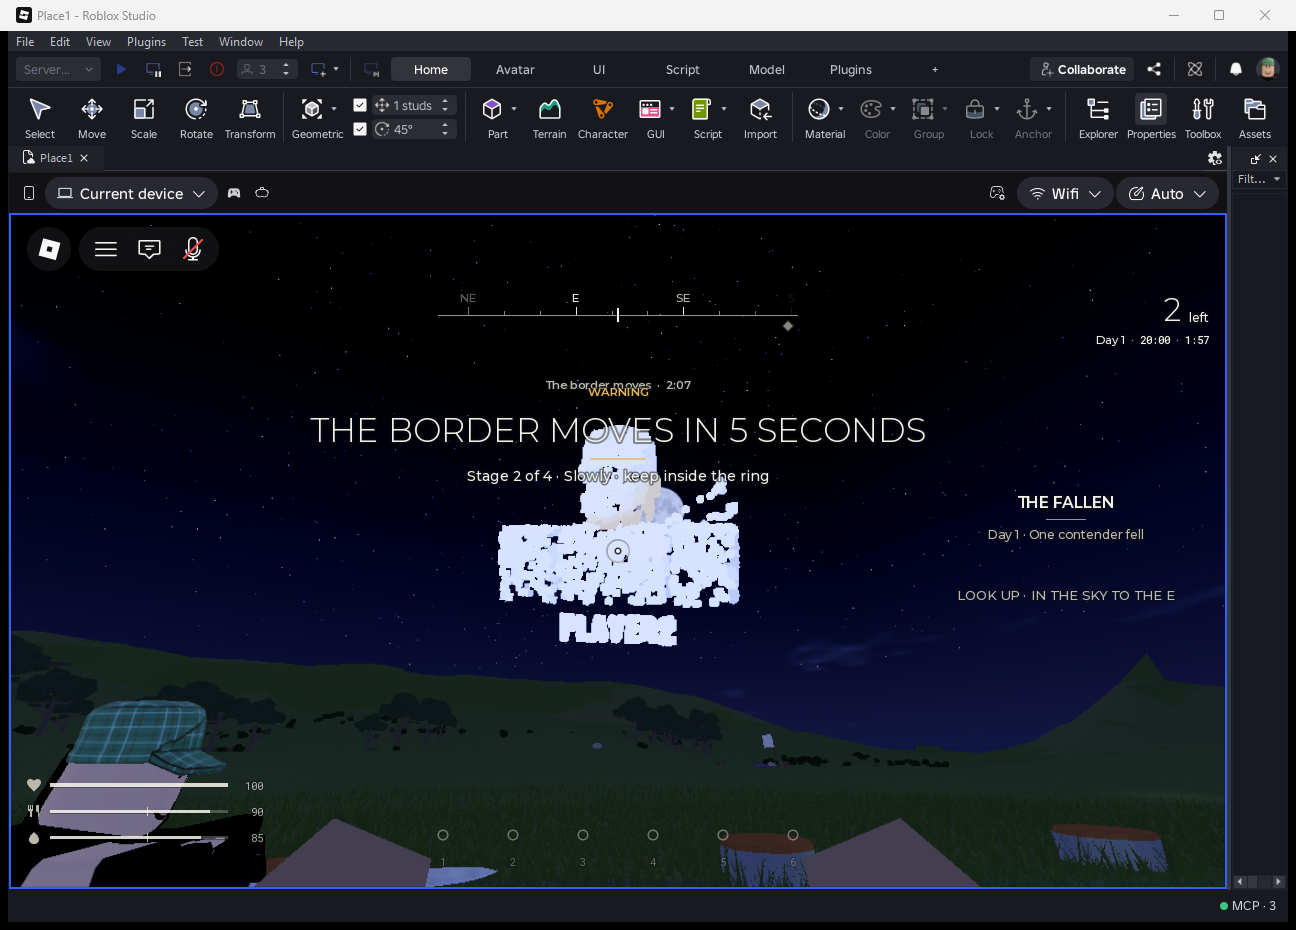 Place1 - Roblox Studio
File Edit View Plugins Test Window Help
Server... 3 Home Avatar UI Script Model Plugins + Collaborate
1 studs
45°
Select Move Scale Rotate Transform Geometric Part Terrain Character GUI Script Import Material Color Group Lock Anchor Explorer Properties Toolbox Assets
Place1
Current device Wifi Auto Filt...
NE E SE S
2 left
Day 1 · 20:00 · 1:57
The border moves · 2:07
WARNING
THE BORDER MOVES IN 5 SECONDS
Stage 2 of 4 · Slowly · keep inside the ring
THE FALLEN
Day 1 · One contender fell
LOOK UP · IN THE SKY TO THE E
PLAYER2
100
90
85
1 2 3 4 5 6
MCP · 3